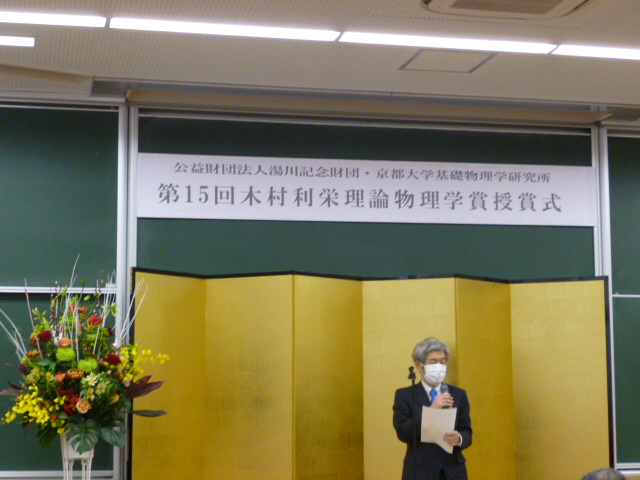 公益財団法人湯川記念財団・京都大学基礎物理学研究所
第15回木村利栄理論物理学賞授賞式